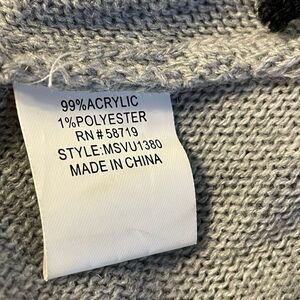 99%ACRYLIC
1%POLYESTER
RN#58719
STYLE:MSVU1380
MADE IN CHINA